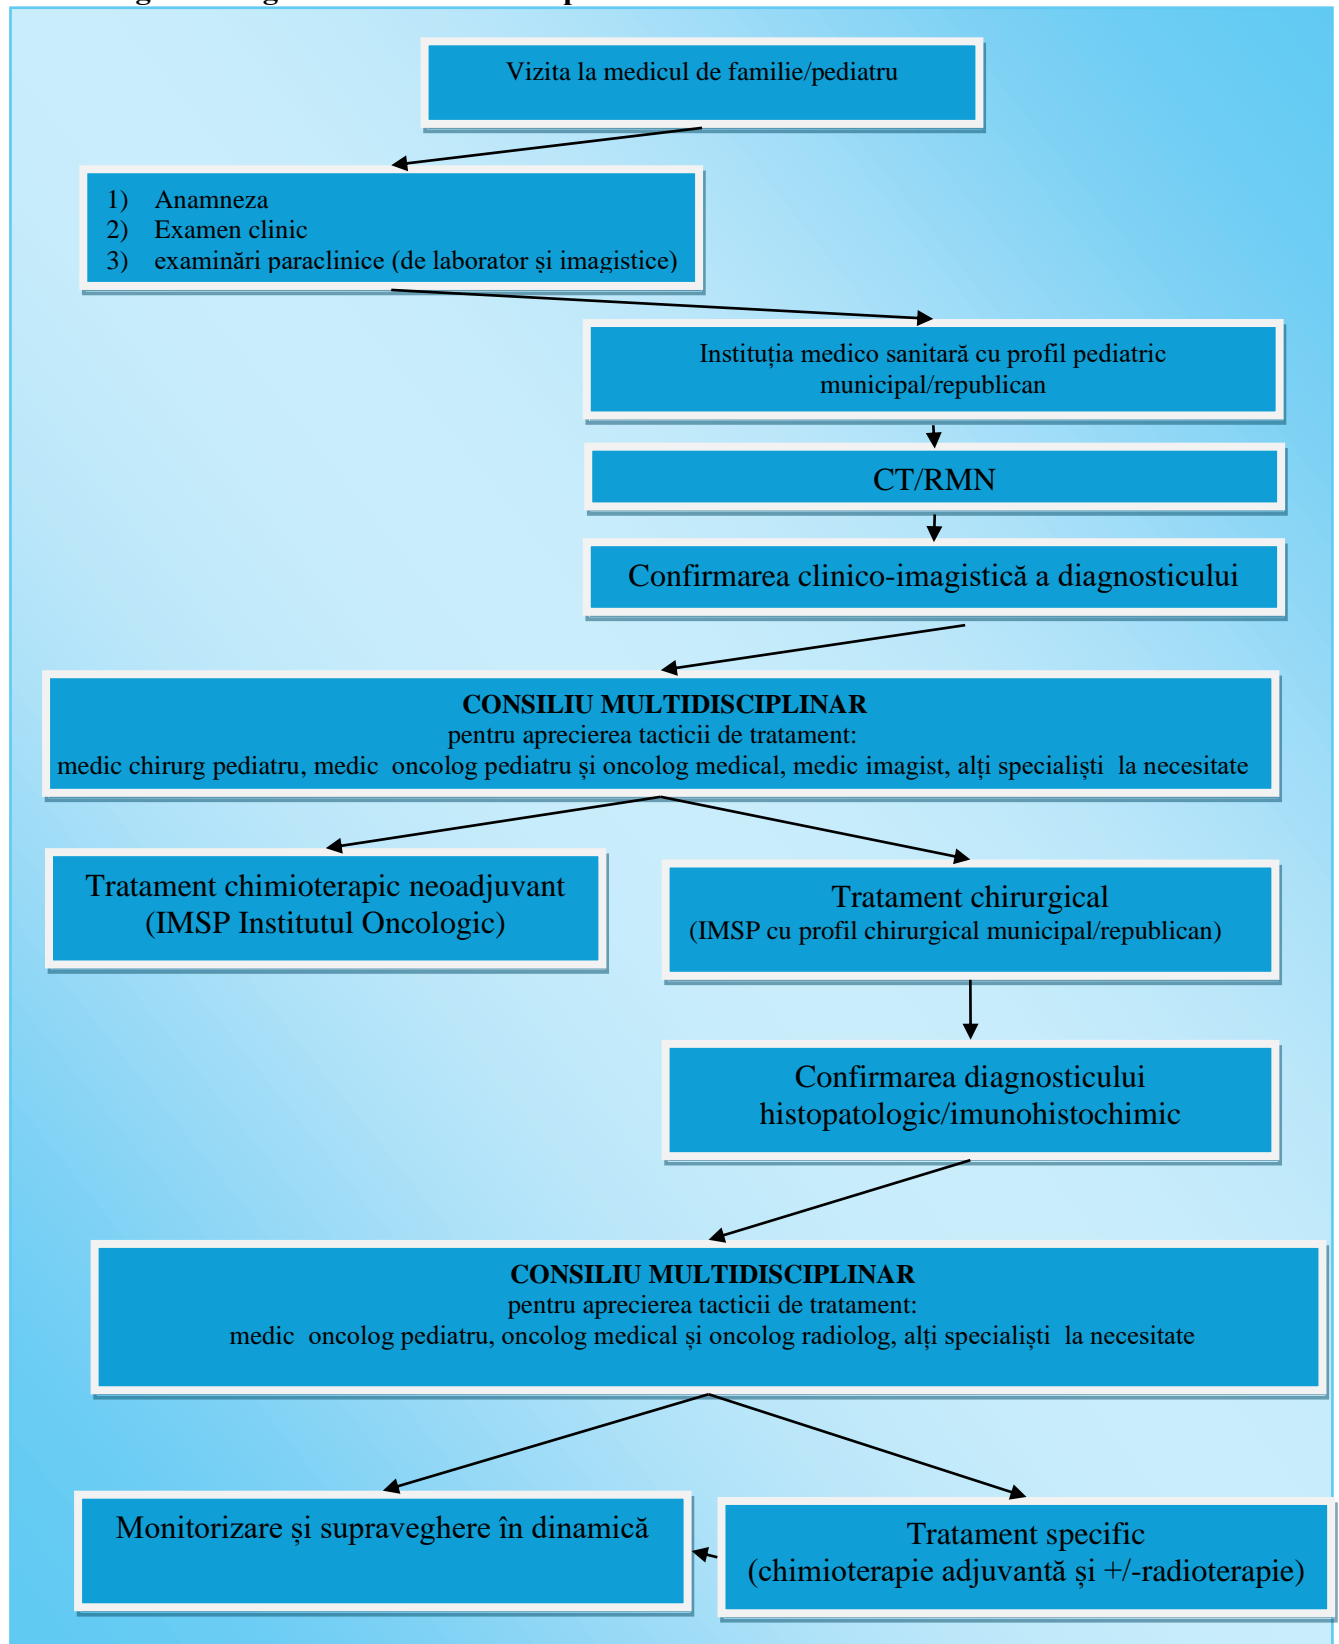 Vizita la medicul de familie/pediatru
1) Anamneza
2) Examen clinic
3) examinări paraclinice (de laborator și imagistice)
Instituția medico sanitară cu profil pediatric
municipal/republican
CT/RMN
Confirmarea clinico-imagistică a diagnosticului
CONSILIU MULTIDISCIPLINAR
pentru aprecierea tacticii de tratament:
medic chirurg pediatru, medic oncolog pediatru și oncolog medical, medic imagist, alți specialiști la necesitate
Tratament chimioterapic neoadjuvant
(IMSP Institutul Oncologic)
Tratament chirurgical
(IMSP cu profil chirurgical municipal/republican)
Confirmarea diagnosticului
histopatologic/imunohistochimic
CONSILIU MULTIDISCIPLINAR
pentru aprecierea tacticii de tratament:
medic oncolog pediatru, oncolog medical și oncolog radiolog, alți specialiști la necesitate
Monitorizare și supraveghere în dinamică
Tratament specific
(chimioterapie adjuvantă și +/-radioterapie)